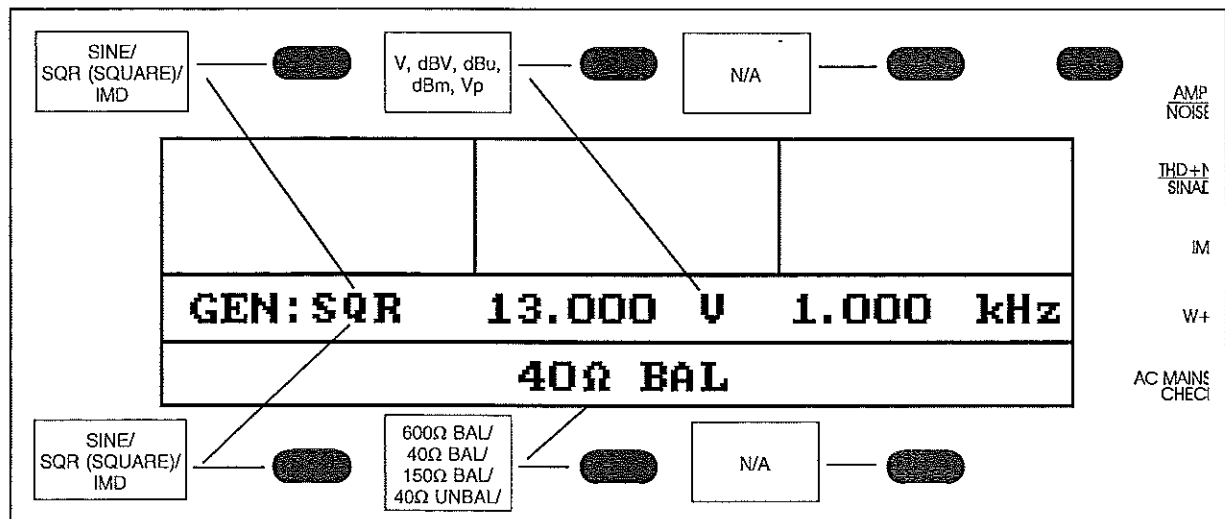 SINE/
SQR (SQUARE)/
IMD
V, dBV, dBu,
dBm, Vp
N/A
AMP
NOISE
THD+N
SINAD
IM
GEN:SQR 13.000 V 1.000 kHz
W+
40Ω BAL
AC MAINS
CHECK
SINE/
SQR (SQUARE)/
IMD
600Ω BAL/
40Ω BAL/
150Ω BAL/
40Ω UNBAL/
N/A